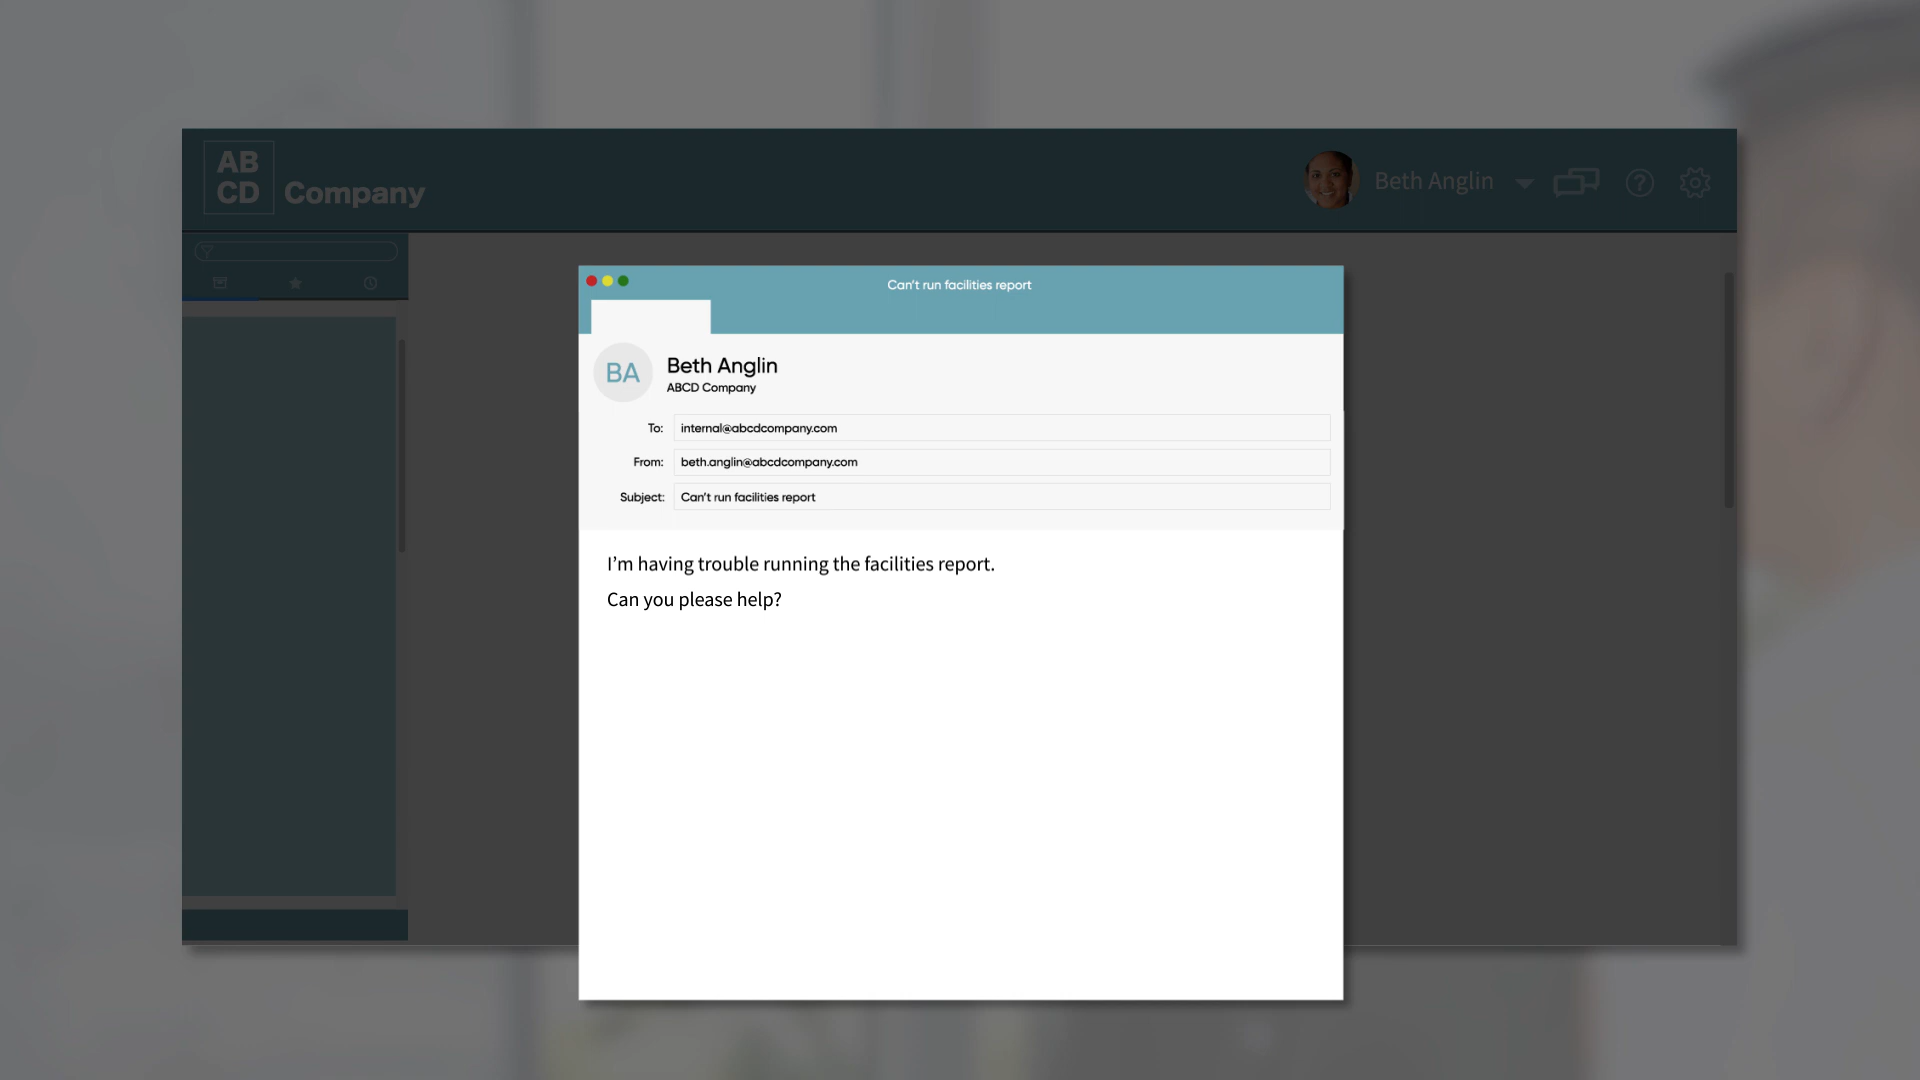 AB
CD Company
Beth Anglin
Can't run facilities report
BA
Beth Anglin
ABCD Company
To: internal@abcdcompany.com
From: beth.anglin@abcdcompany.com
Subject: Can't run facilities report
I'm having trouble running the facilities report.
Can you please help?